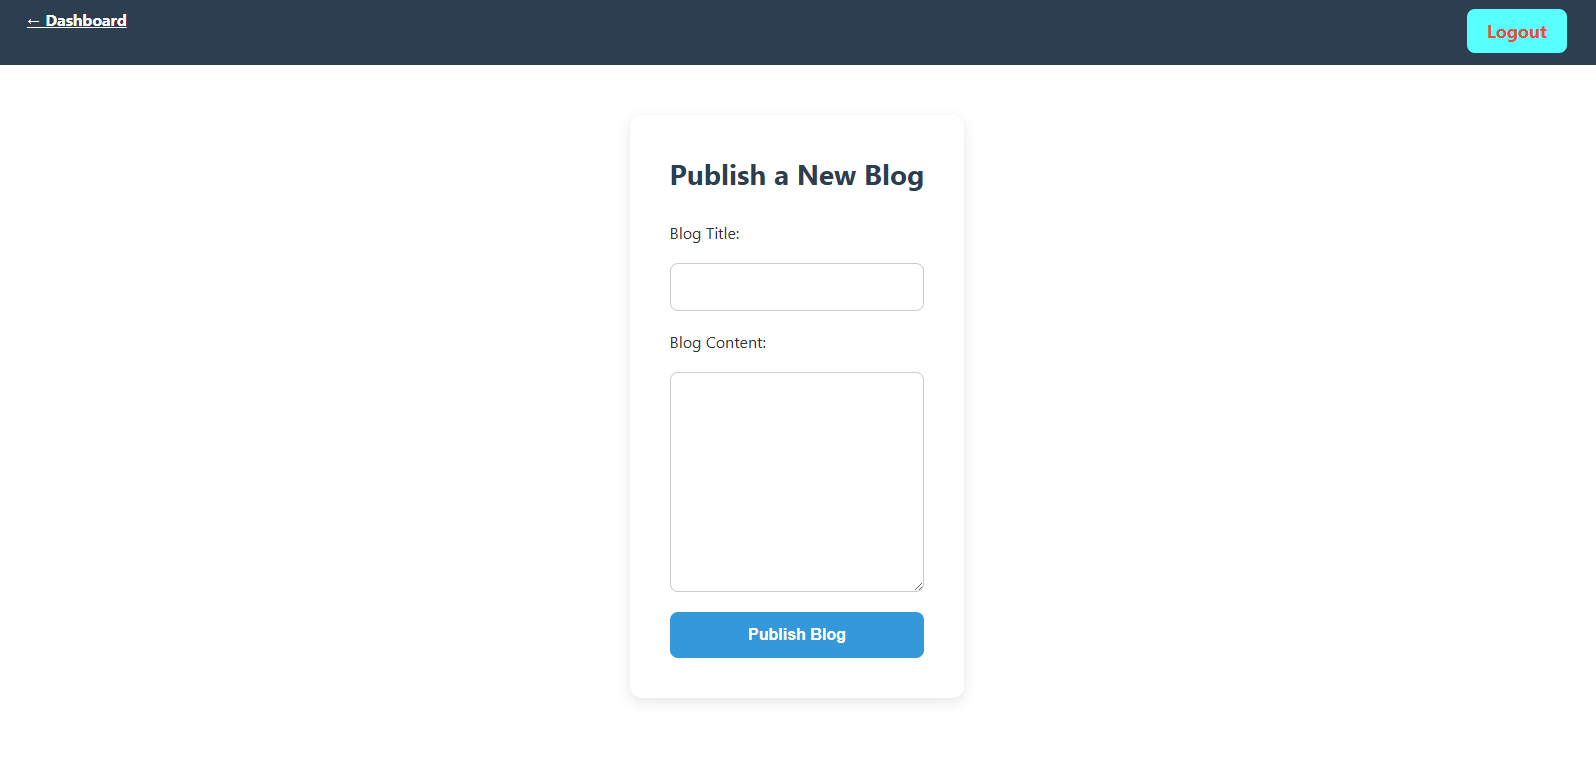 ← Dashboard
Logout
Publish a New Blog
Blog Title:
Blog Content:
Publish Blog